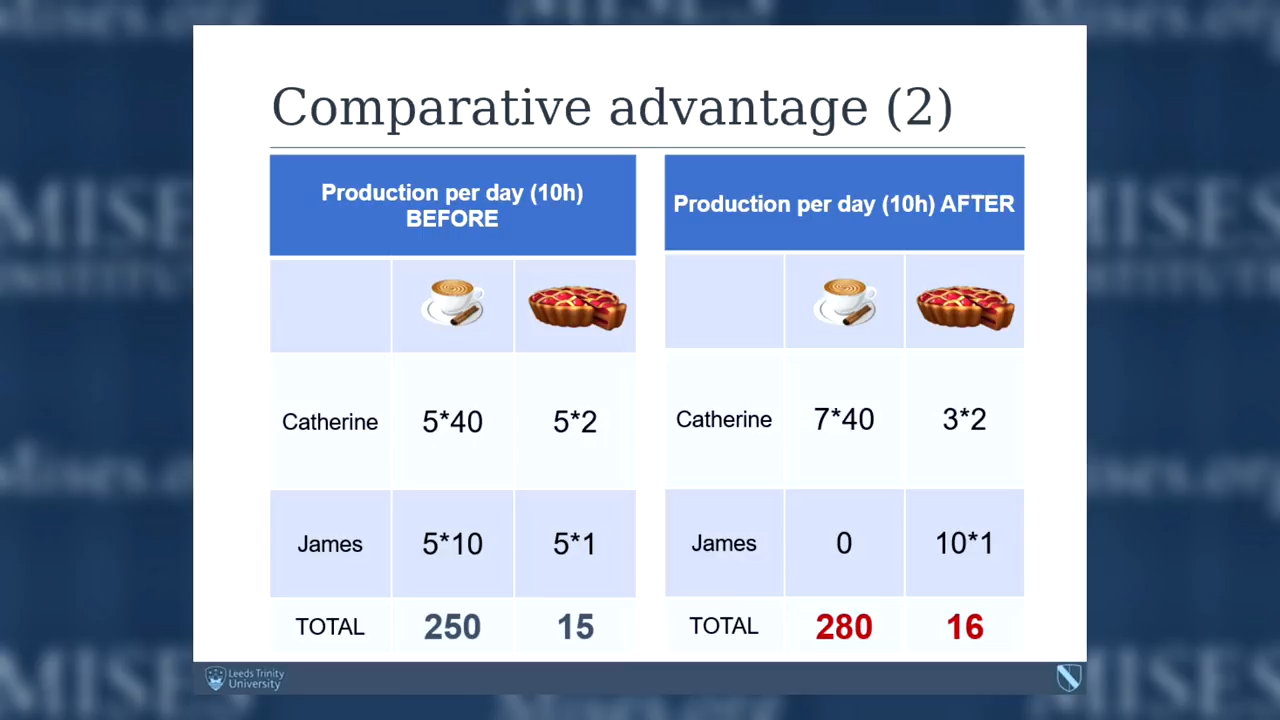 Comparative advantage (2)
Production per day (10h)
BEFORE
Catherine 5*40 5*2
James 5*10 5*1
TOTAL 250 15
Production per day (10h) AFTER
Catherine 7*40 3*2
James 0 10*1
TOTAL 280 16
Leeds Trinity
University